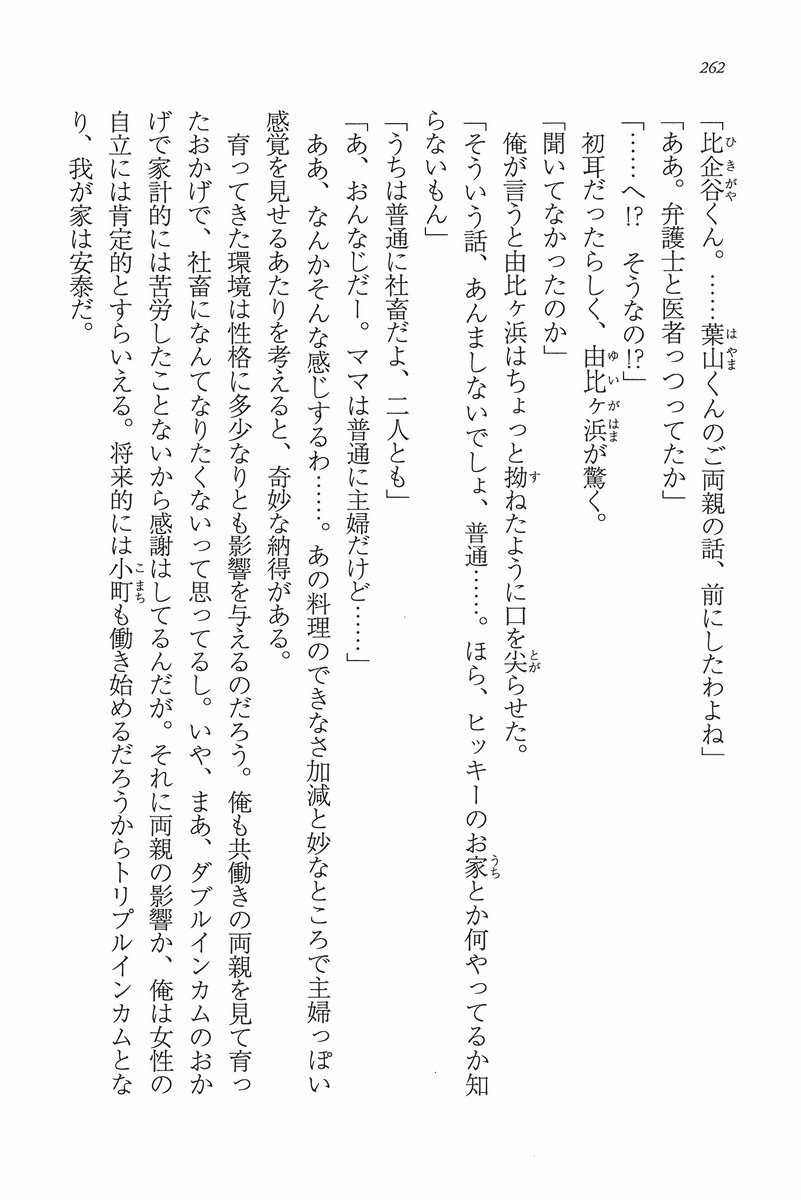 262
「比企谷くん。……葉山くんのご両親の話、前にしたわよね」
「ああ。弁護士と医者っつってたか」
「……へ!?　そうなの!?」
　初耳だったらしく、由比ヶ浜が驚く。
「聞いてなかったのか」
　俺が言うと由比ヶ浜はちょっと拗ねたように口を尖らせた。
「そういう話、あんましないでしょ、普通……。ほら、ヒッキーのお家とか何やってるか知
らないもん」
「うちは普通に社畜だよ、二人とも」
「あ、おんなじだー。ママは普通に主婦だけど……」
　ああ、なんかそんな感じするわ……。あの料理のできなさ加減と妙なところで主婦っぽい
感覚を見せるあたりを考えると、奇妙な納得がある。
　育ってきた環境は性格に多少なりとも影響を与えるのだろう。俺も共働きの両親を見て育っ
たおかげで、社畜になんてなりたくないって思ってるし。いや、まあ、ダブルインカムのおか
げで家計的には苦労したことないから感謝はしてるんだが。それに両親の影響か、俺は女性の
自立には肯定的とすらいえる。将来的には小町も働き始めるだろうからトリプルインカムとな
り、我が家は安泰だ。